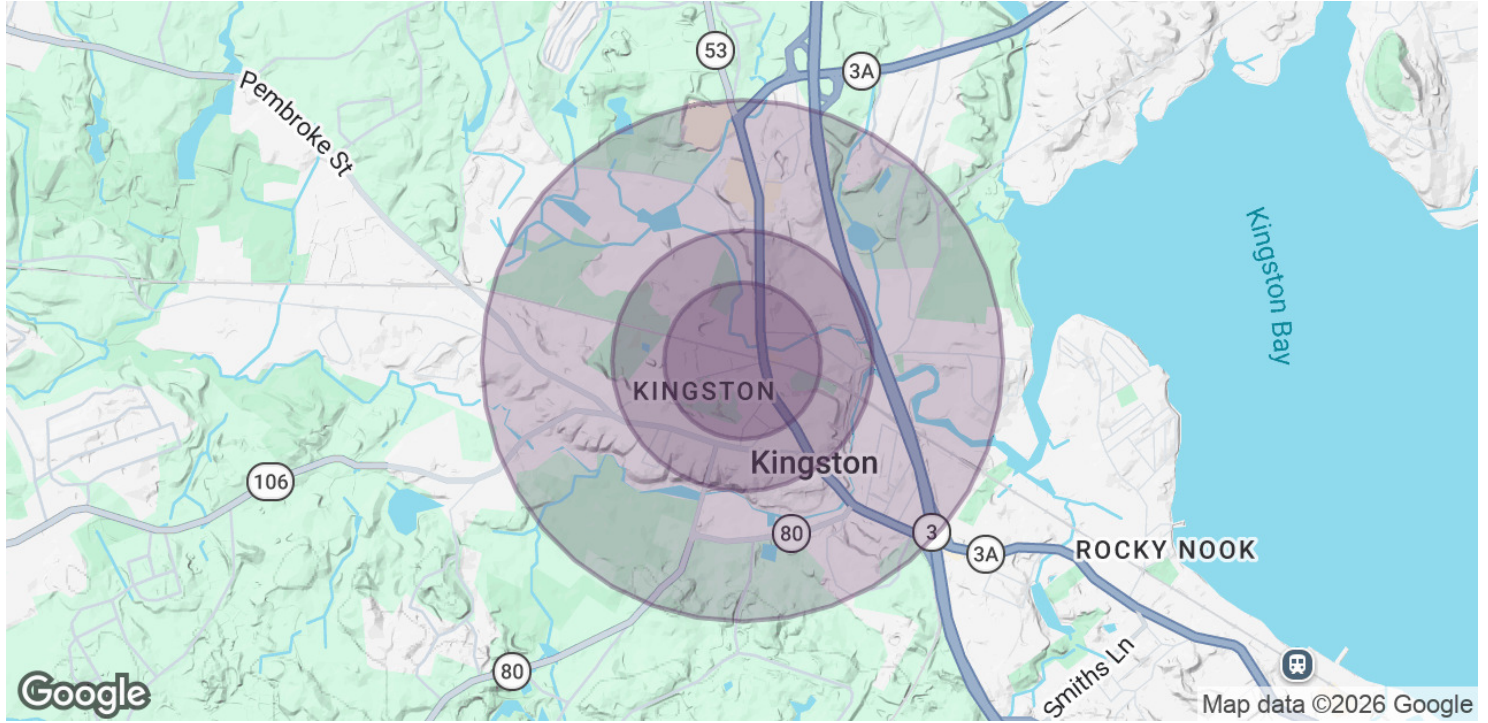 53
3A
Pembroke St
Kingston Bay
KINGSTON
Kingston
106
80
3
3A
ROCKY NOOK
80
Smiths Ln
Google
Map data ©2026 Google